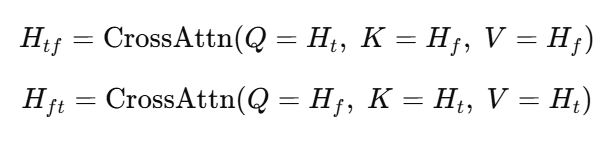 H_{tf} = CrossAttn(Q = H_t, K = H_f, V = H_f)
H_{ft} = CrossAttn(Q = H_f, K = H_t, V = H_t)